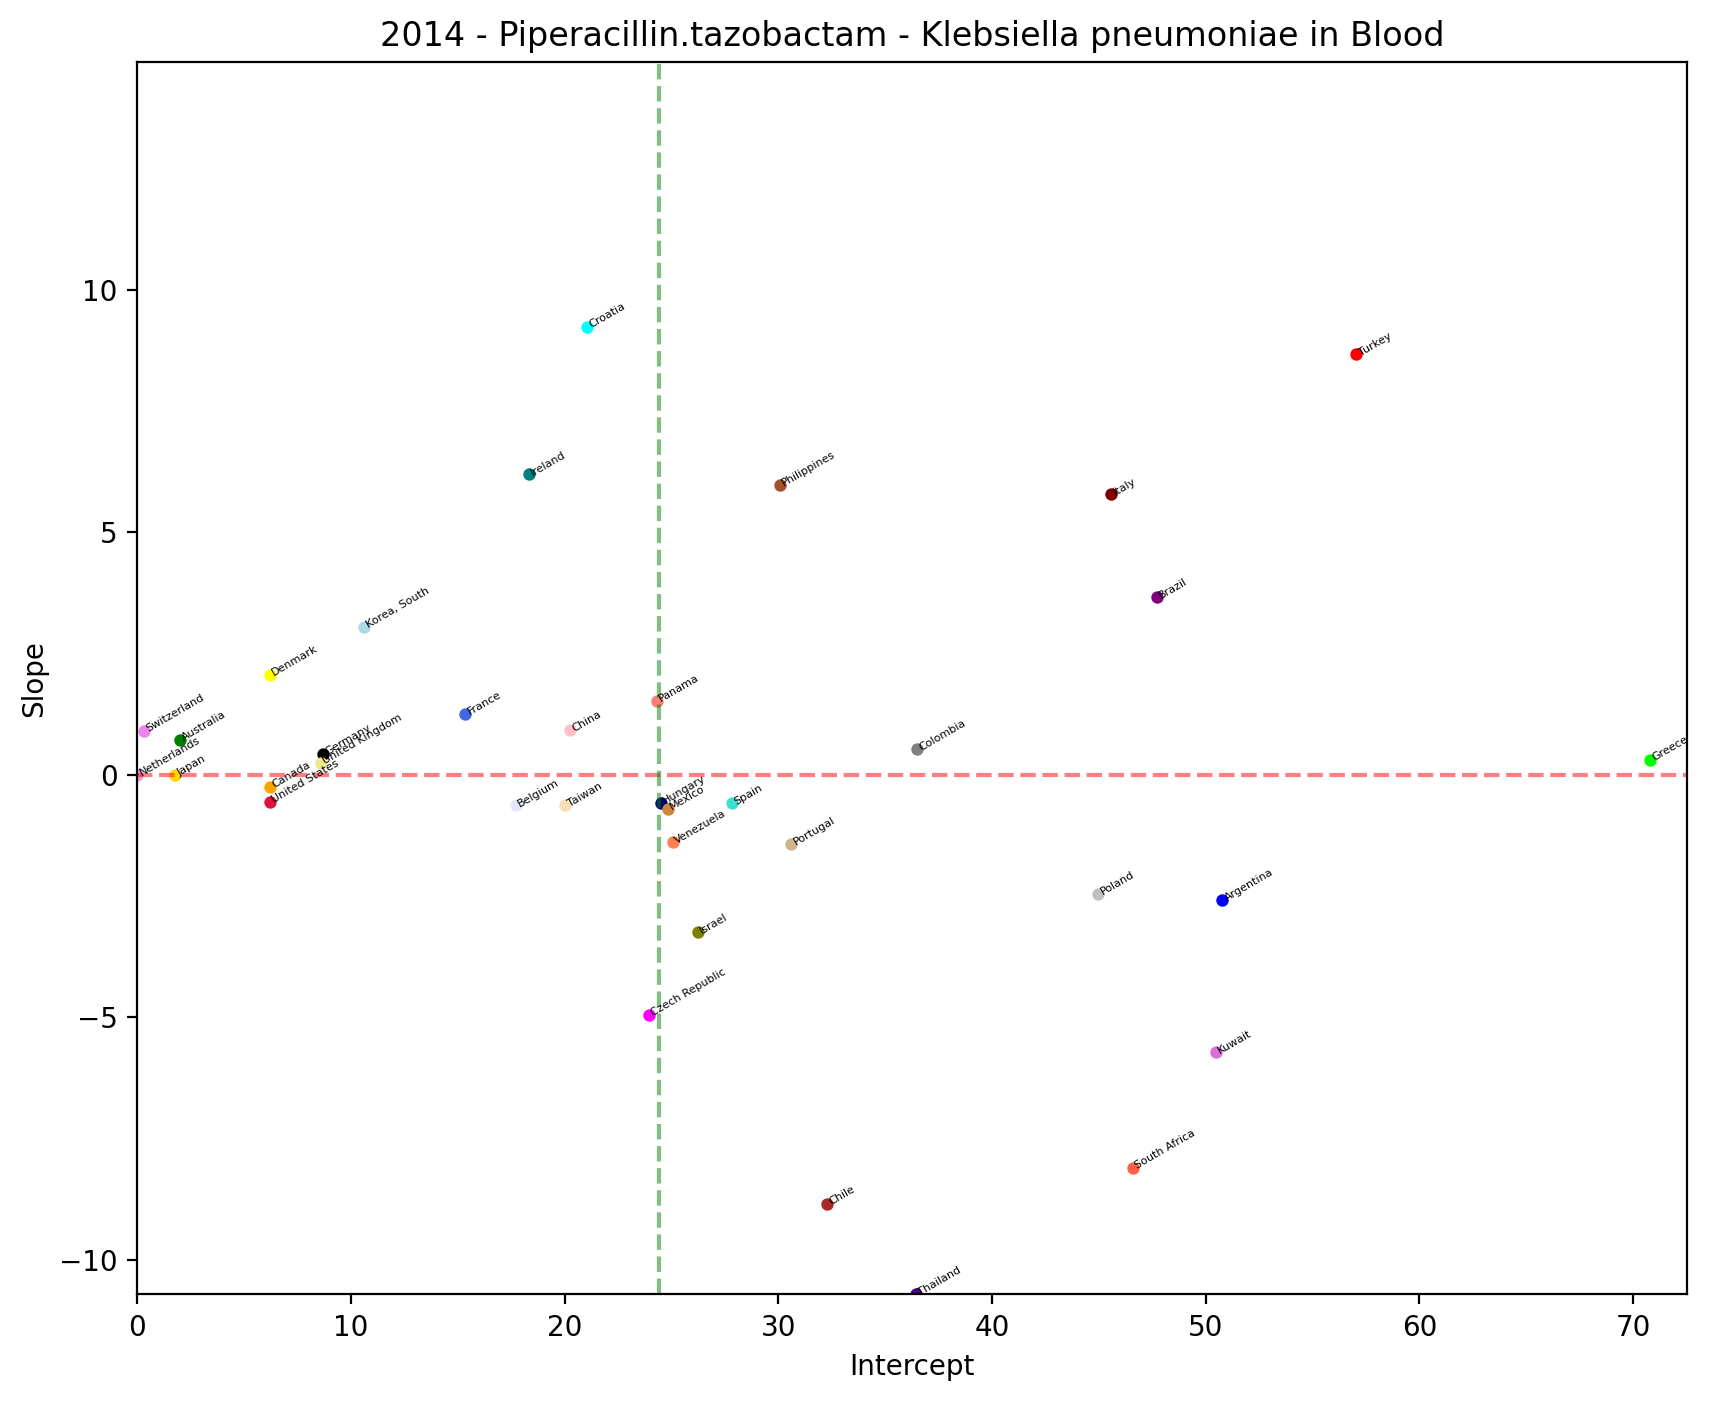 2014 - Piperacillin.tazobactam - Klebsiella pneumoniae in Blood
Slope
10
5
0
−5
−10
Croatia
Turkey
Ireland
Philippines
Italy
Brazil
Korea, South
Denmark
Panama
France
Switzerland
Australia
China
Germany
United Kingdom
Colombia
Greece
Netherlands
Japan
Canada
United States
Belgium
Taiwan
Hungary
Mexico
Spain
Venezuela
Portugal
Poland
Argentina
Israel
Czech Republic
Kuwait
South Africa
Chile
Thailand
0 10 20 30 40 50 60 70
Intercept